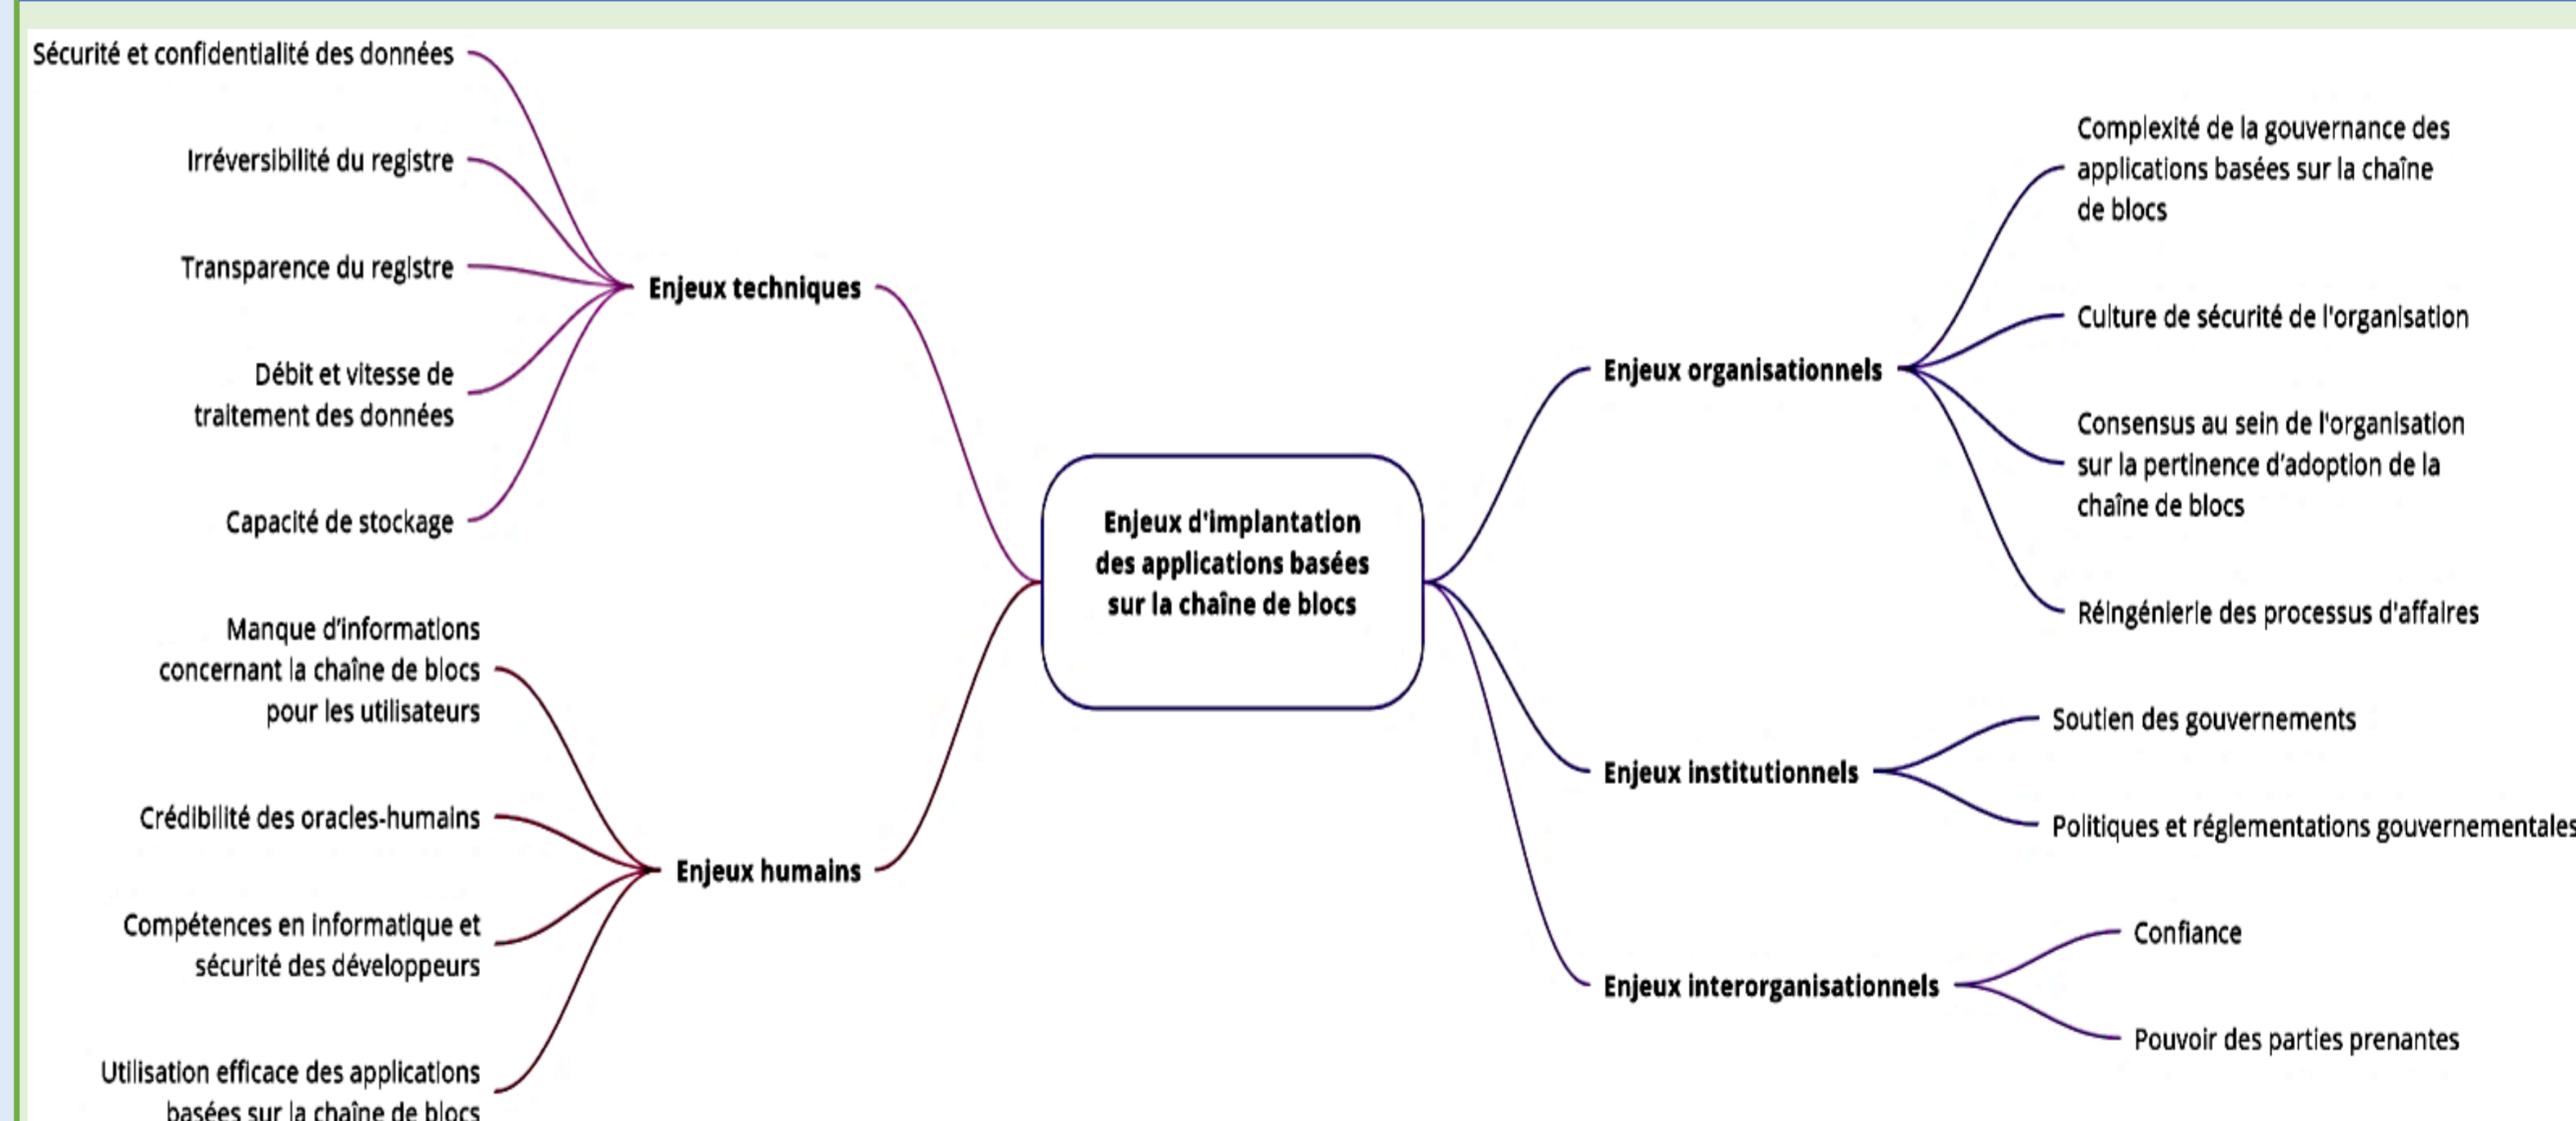 Sécurité et confidentialité des données
Irréversibilité du registre
Transparence du registre
Débit et vitesse de
traitement des données
Capacité de stockage
Enjeux techniques
Manque d'informations
concernant la chaîne de blocs
pour les utilisateurs
Crédibilité des oracles-humains
Compétences en informatique et
sécurité des développeurs
Utilisation efficace des applications
basées sur la chaîne de blocs
Enjeux humains
Enjeux d'implantation
des applications basées
sur la chaîne de blocs
Enjeux organisationnels
Complexité de la gouvernance des
applications basées sur la chaîne
de blocs
Culture de sécurité de l'organisation
Consensus au sein de l'organisation
sur la pertinence d'adoption de la
chaîne de blocs
Réingénierie des processus d'affaires
Enjeux institutionnels
Soutien des gouvernements
Politiques et réglementations gouvernementales
Enjeux interorganisationnels
Confiance
Pouvoir des parties prenantes